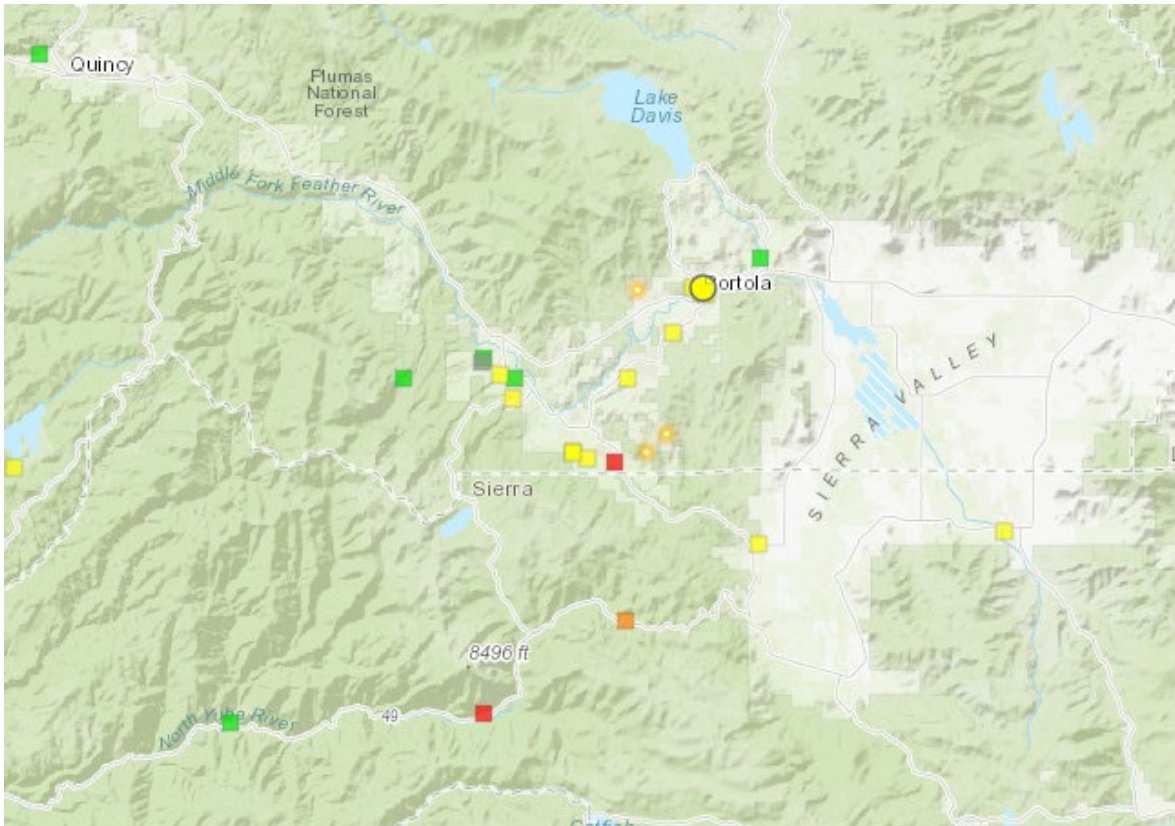 Quincy
Plumas
National
Forest
Lake
Davis
Middle Fork Feather River
Portola
SIERRA VALLEY
Sierra
8496 ft
49
North Yuba River